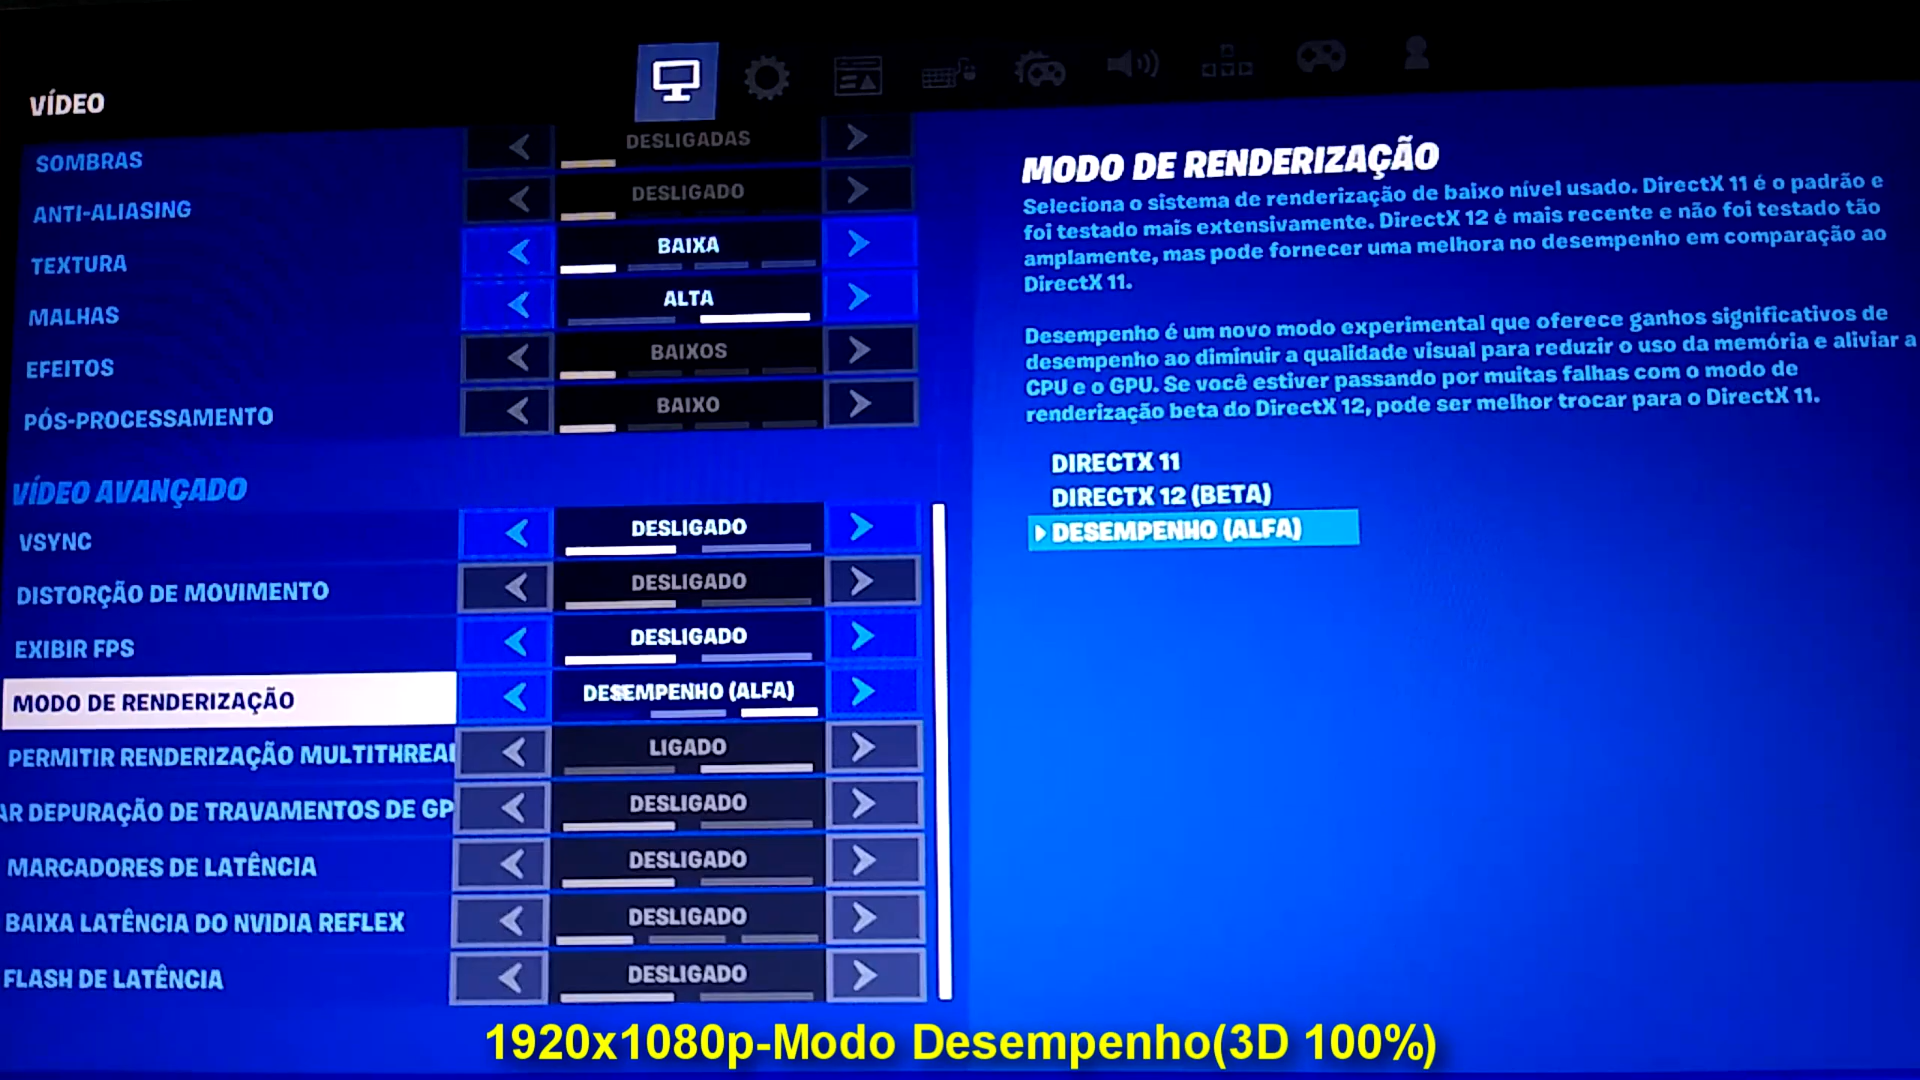 VÍDEO
SOMBRAS
DESLIGADAS
ANTI-ALIASING
DESLIGADO
TEXTURA
BAIXA
MALHAS
ALTA
EFEITOS
BAIXOS
PÓS-PROCESSAMENTO
BAIXO
VÍDEO AVANÇADO
VSYNC
DESLIGADO
DISTORÇÃO DE MOVIMENTO
DESLIGADO
EXIBIR FPS
DESLIGADO
MODO DE RENDERIZAÇÃO
DESEMPENHO (ALFA)
PERMITIR RENDERIZAÇÃO MULTITHREA
LIGADO
AR DEPURAÇÃO DE TRAVAMENTOS DE GP
DESLIGADO
MARCADORES DE LATÊNCIA
DESLIGADO
BAIXA LATÊNCIA DO NVIDIA REFLEX
DESLIGADO
FLASH DE LATÊNCIA
DESLIGADO
MODO DE RENDERIZAÇÃO
Seleciona o sistema de renderização de baixo nível usado. DirectX 11 é o padrão e
foi testado mais extensivamente. DirectX 12 é mais recente e não foi testado tão
amplamente, mas pode fornecer uma melhora no desempenho em comparação ao
DirectX 11.
Desempenho é um novo modo experimental que oferece ganhos significativos de
desempenho ao diminuir a qualidade visual para reduzir o uso da memória e aliviar a
CPU e o GPU. Se você estiver passando por muitas falhas com o modo de
renderização beta do DirectX 12, pode ser melhor trocar para o DirectX 11.
DIRECTX 11
DIRECTX 12 (BETA)
DESEMPENHO (ALFA)
1920x1080p-Modo Desempenho(3D 100%)